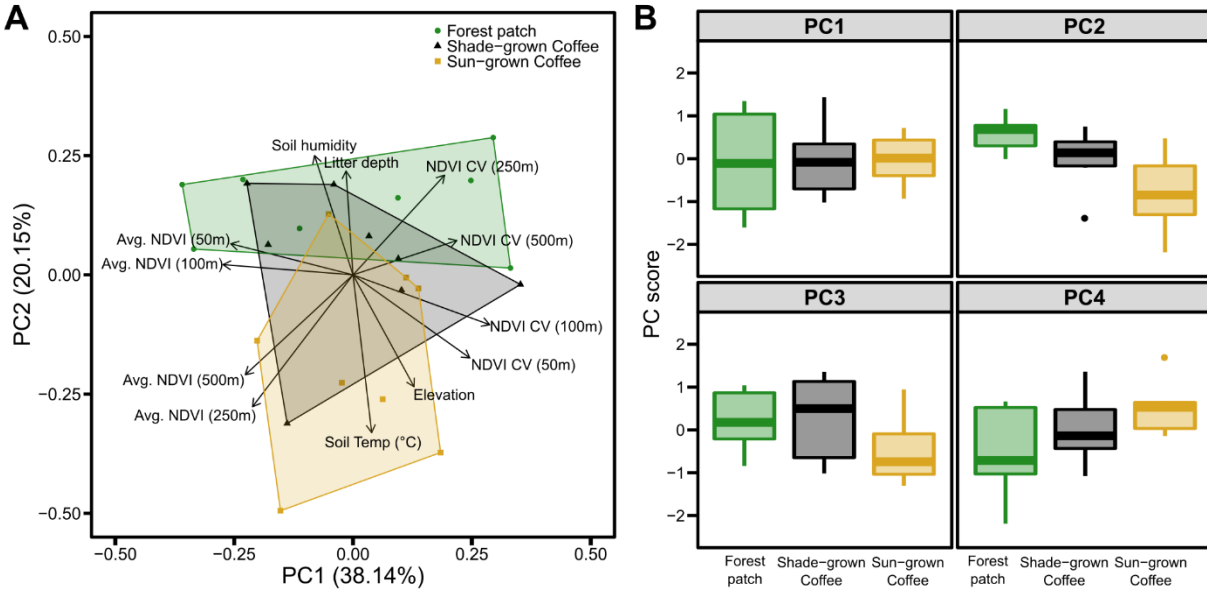 A
0.50
0.25
0.00
−0.25
−0.50
PC2 (20.15%)
Forest patch
Shade−grown Coffee
Sun−grown Coffee
Soil humidity
Litter depth
NDVI CV (250m)
Avg. NDVI (50m)
NDVI CV (500m)
Avg. NDVI (100m)
NDVI CV (100m)
NDVI CV (50m)
Avg. NDVI (500m)
Elevation
Avg. NDVI (250m)
Soil Temp (°C)
−0.50
−0.25
0.00
0.25
0.50
PC1 (38.14%)
B
PC1
PC2
2
1
0
−1
−2
PC score
PC3
PC4
2
1
0
−1
−2
Forest
patch
Shade−grown
Coffee
Sun−grown
Coffee
Forest
patch
Shade−grown
Coffee
Sun−grown
Coffee